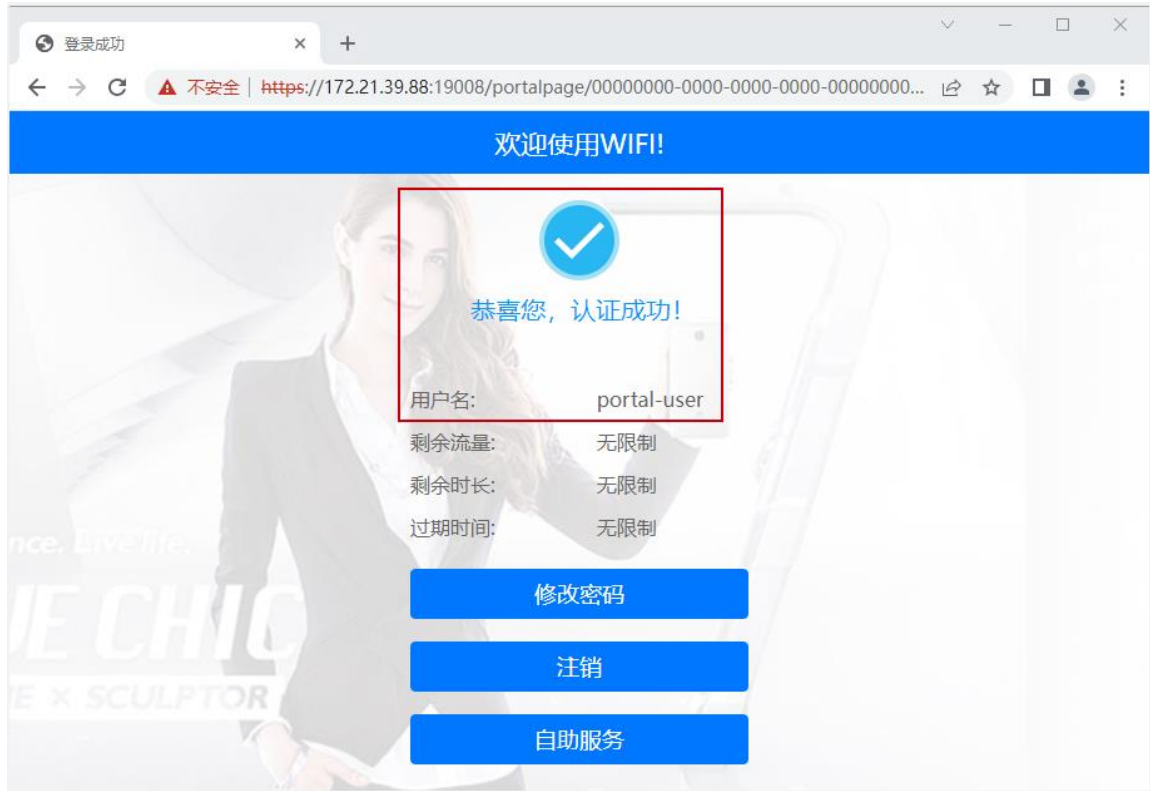 登录成功
不安全 | https://172.21.39.88:19008/portalpage/00000000-0000-0000-0000-00000000...
欢迎使用WIFI!
恭喜您，认证成功！
用户名: portal-user
剩余流量: 无限制
剩余时长: 无限制
过期时间: 无限制
nce. Live life.
UE CHIC
IE × SCULPTOR
修改密码
注销
自助服务